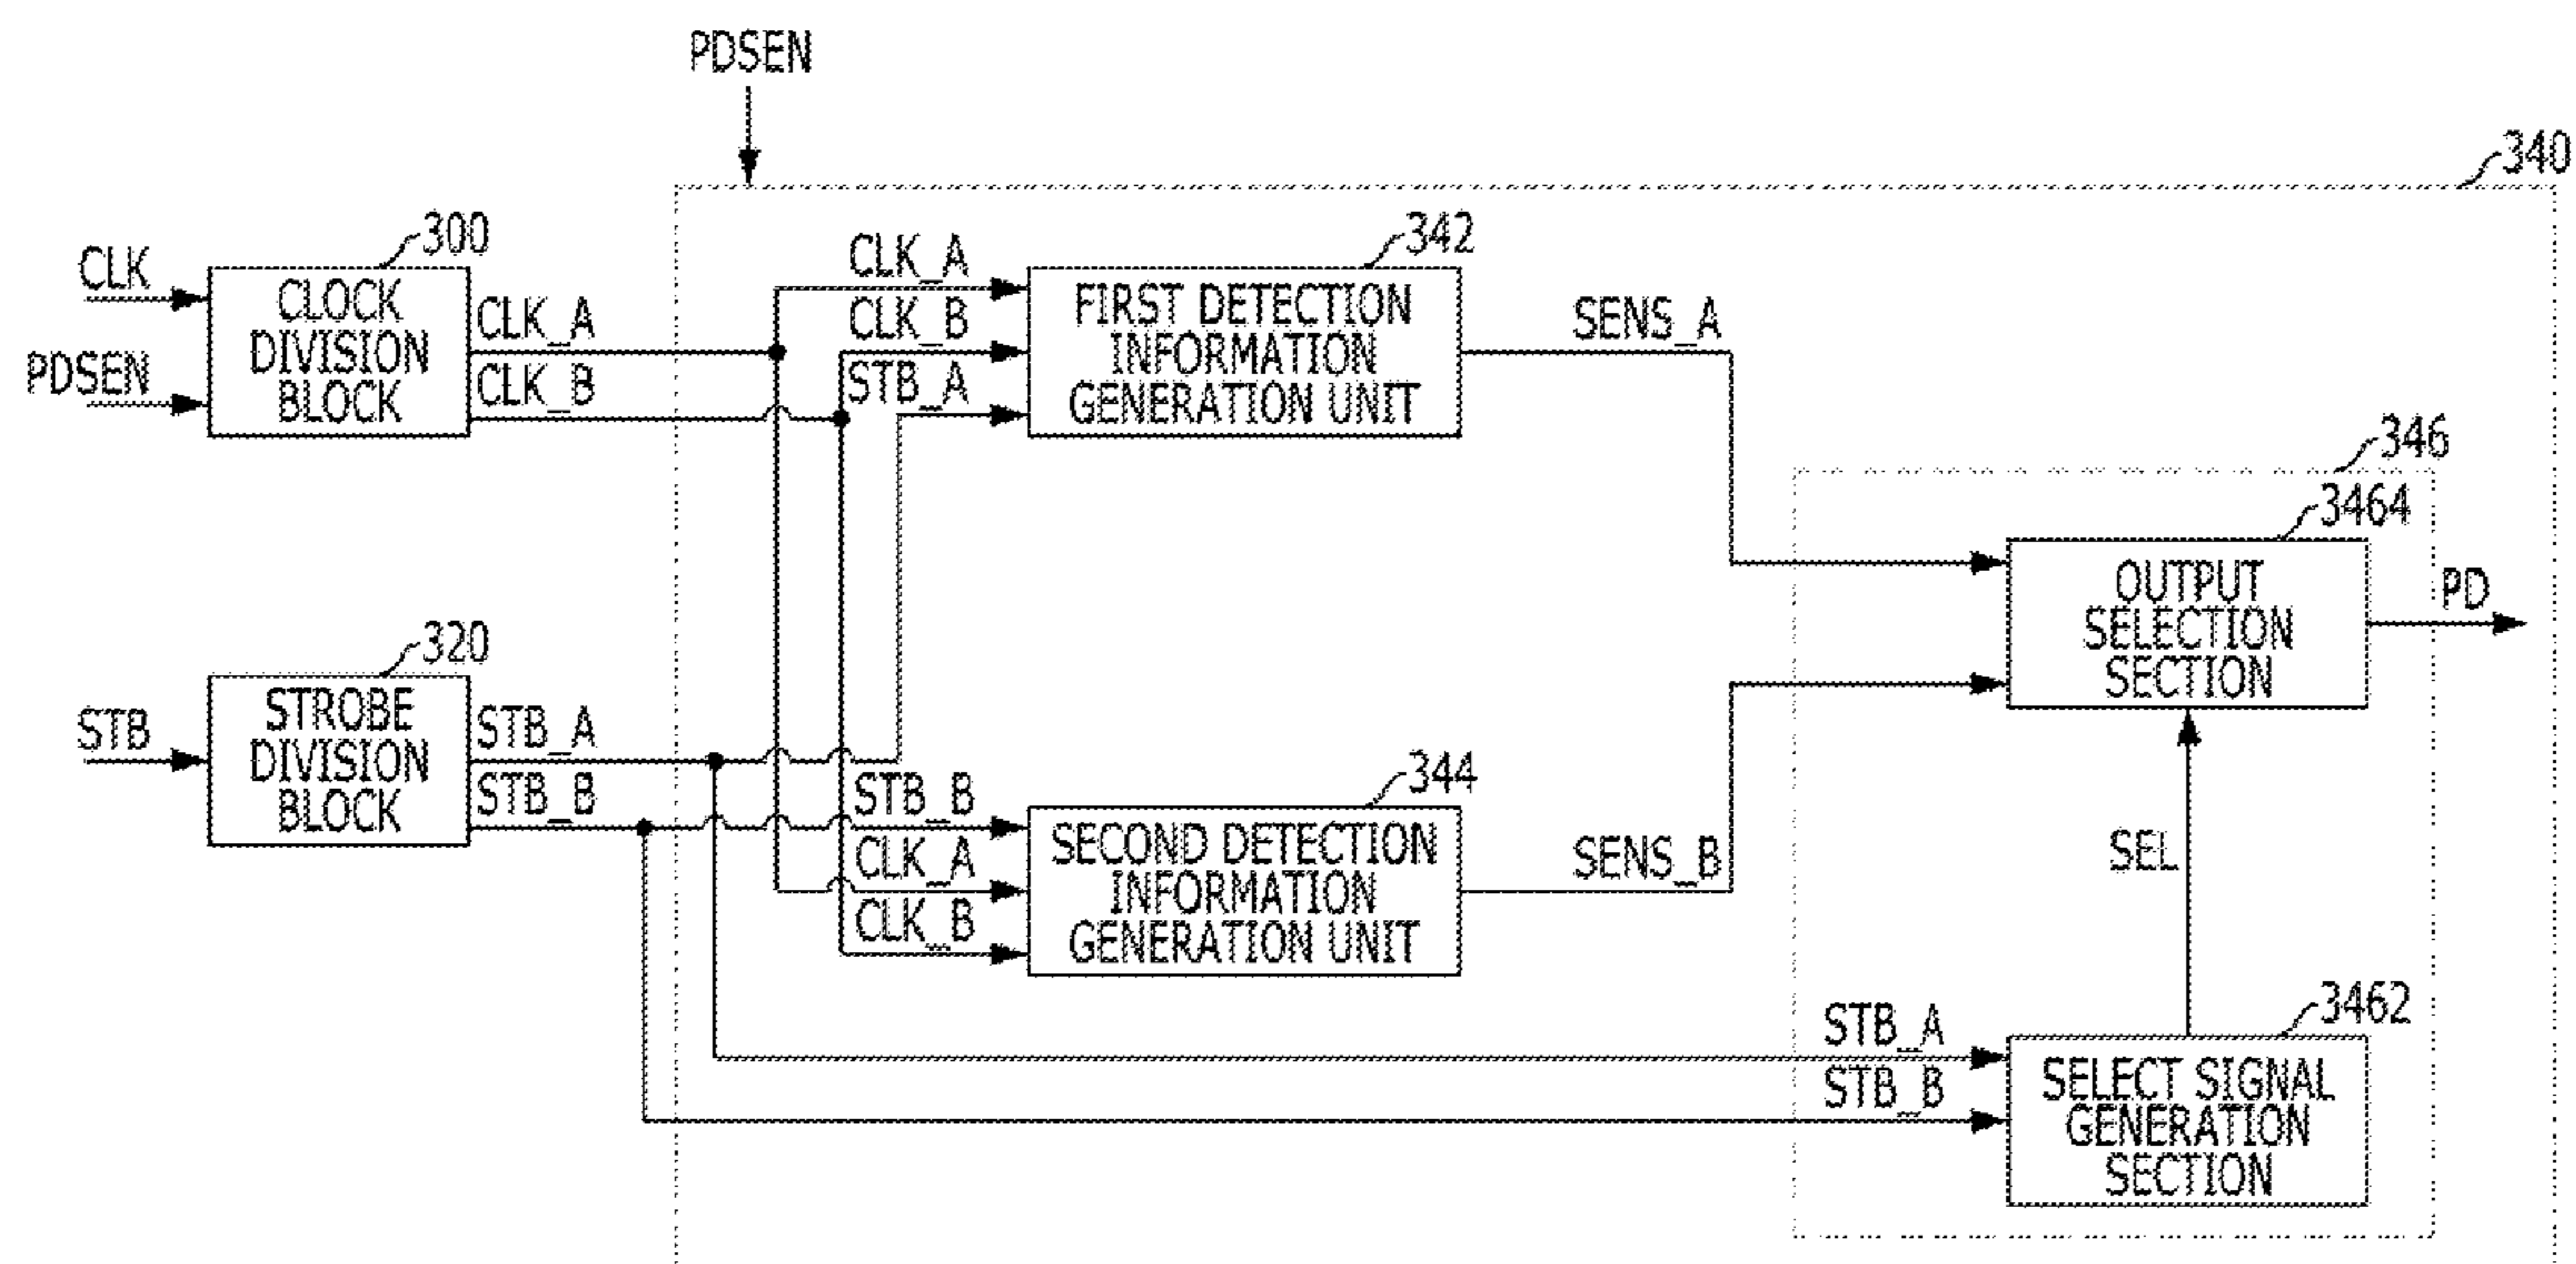 PDSEN
340
300
342
CLK
CLOCK
DIVISION
BLOCK
PDSEN
CLK_A
CLK_B
CLK_A
CLK_B
STB_A
FIRST DETECTION
INFORMATION
GENERATION UNIT
SENS_A
346
3464
OUTPUT
SELECTION
SECTION
PD
320
STB
STROBE
DIVISION
BLOCK
STB_A
STB_B
344
STB_B
CLK_A
CLK_B
SECOND DETECTION
INFORMATION
GENERATION UNIT
SENS_B
SEL
3462
STB_A
STB_B
SELECT SIGNAL
GENERATION
SECTION